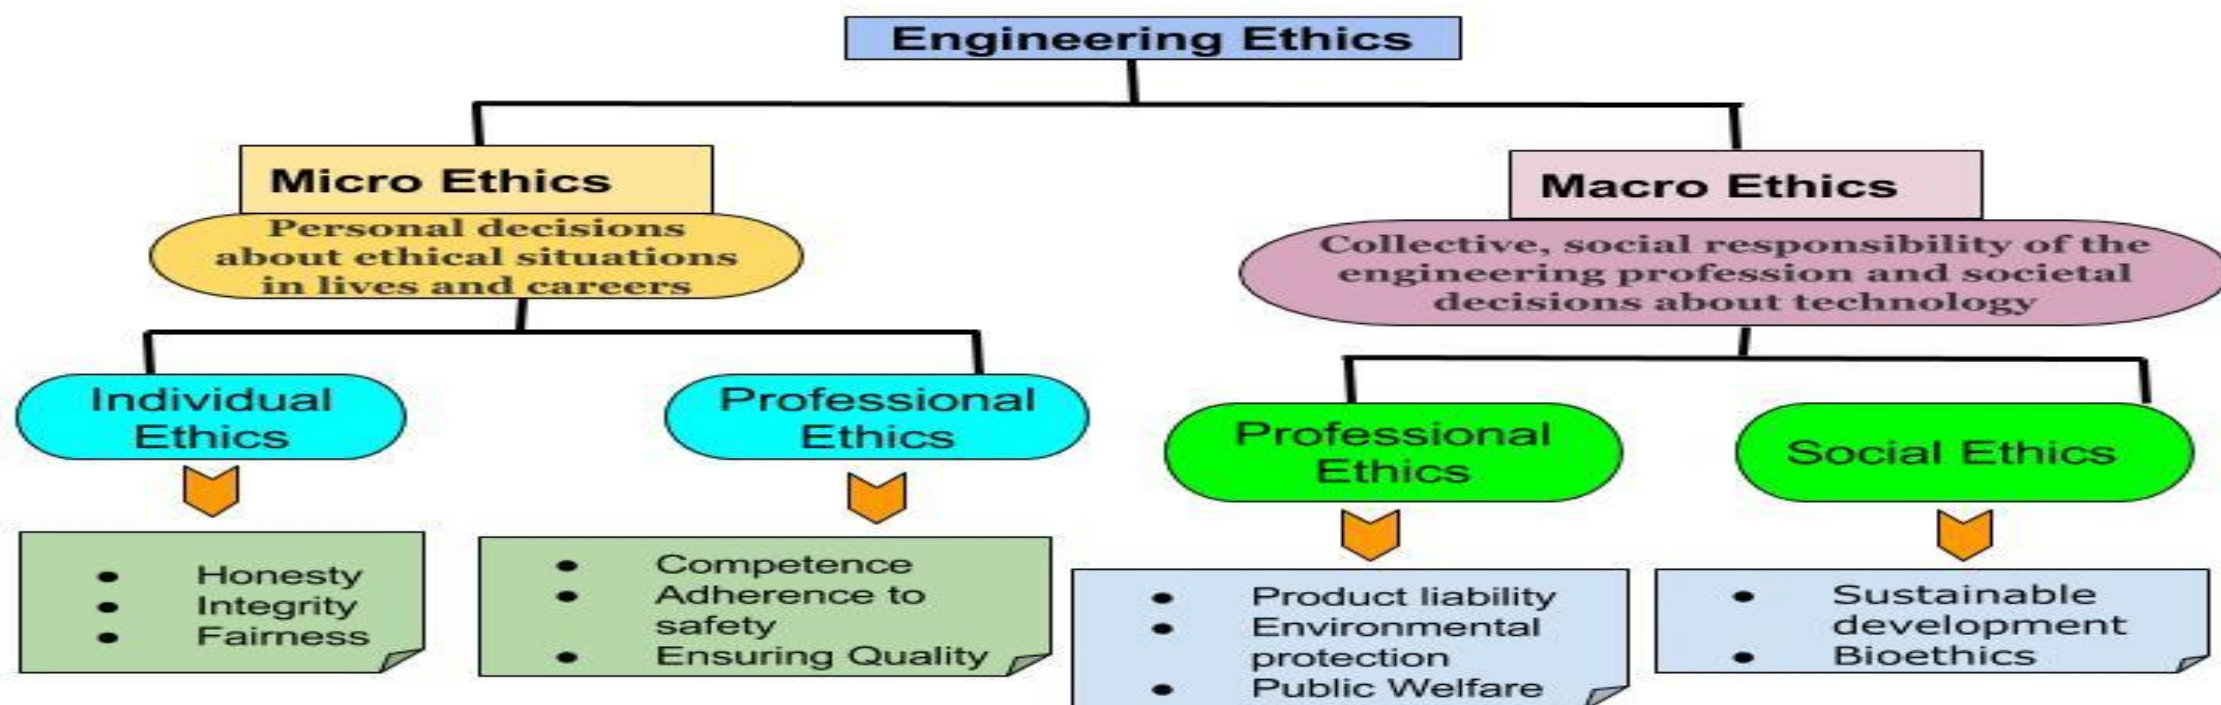 Engineering Ethics
Micro Ethics
Personal decisions
about ethical situations
in lives and careers
Macro Ethics
Collective, social responsibility of the
engineering profession and societal
decisions about technology
Individual
Ethics
Professional
Ethics
Professional
Ethics
Social Ethics
● Honesty
● Integrity
● Fairness
● Competence
● Adherence to
safety
● Ensuring Quality
● Product liability
● Environmental
protection
● Public Welfare
● Sustainable
development
● Bioethics